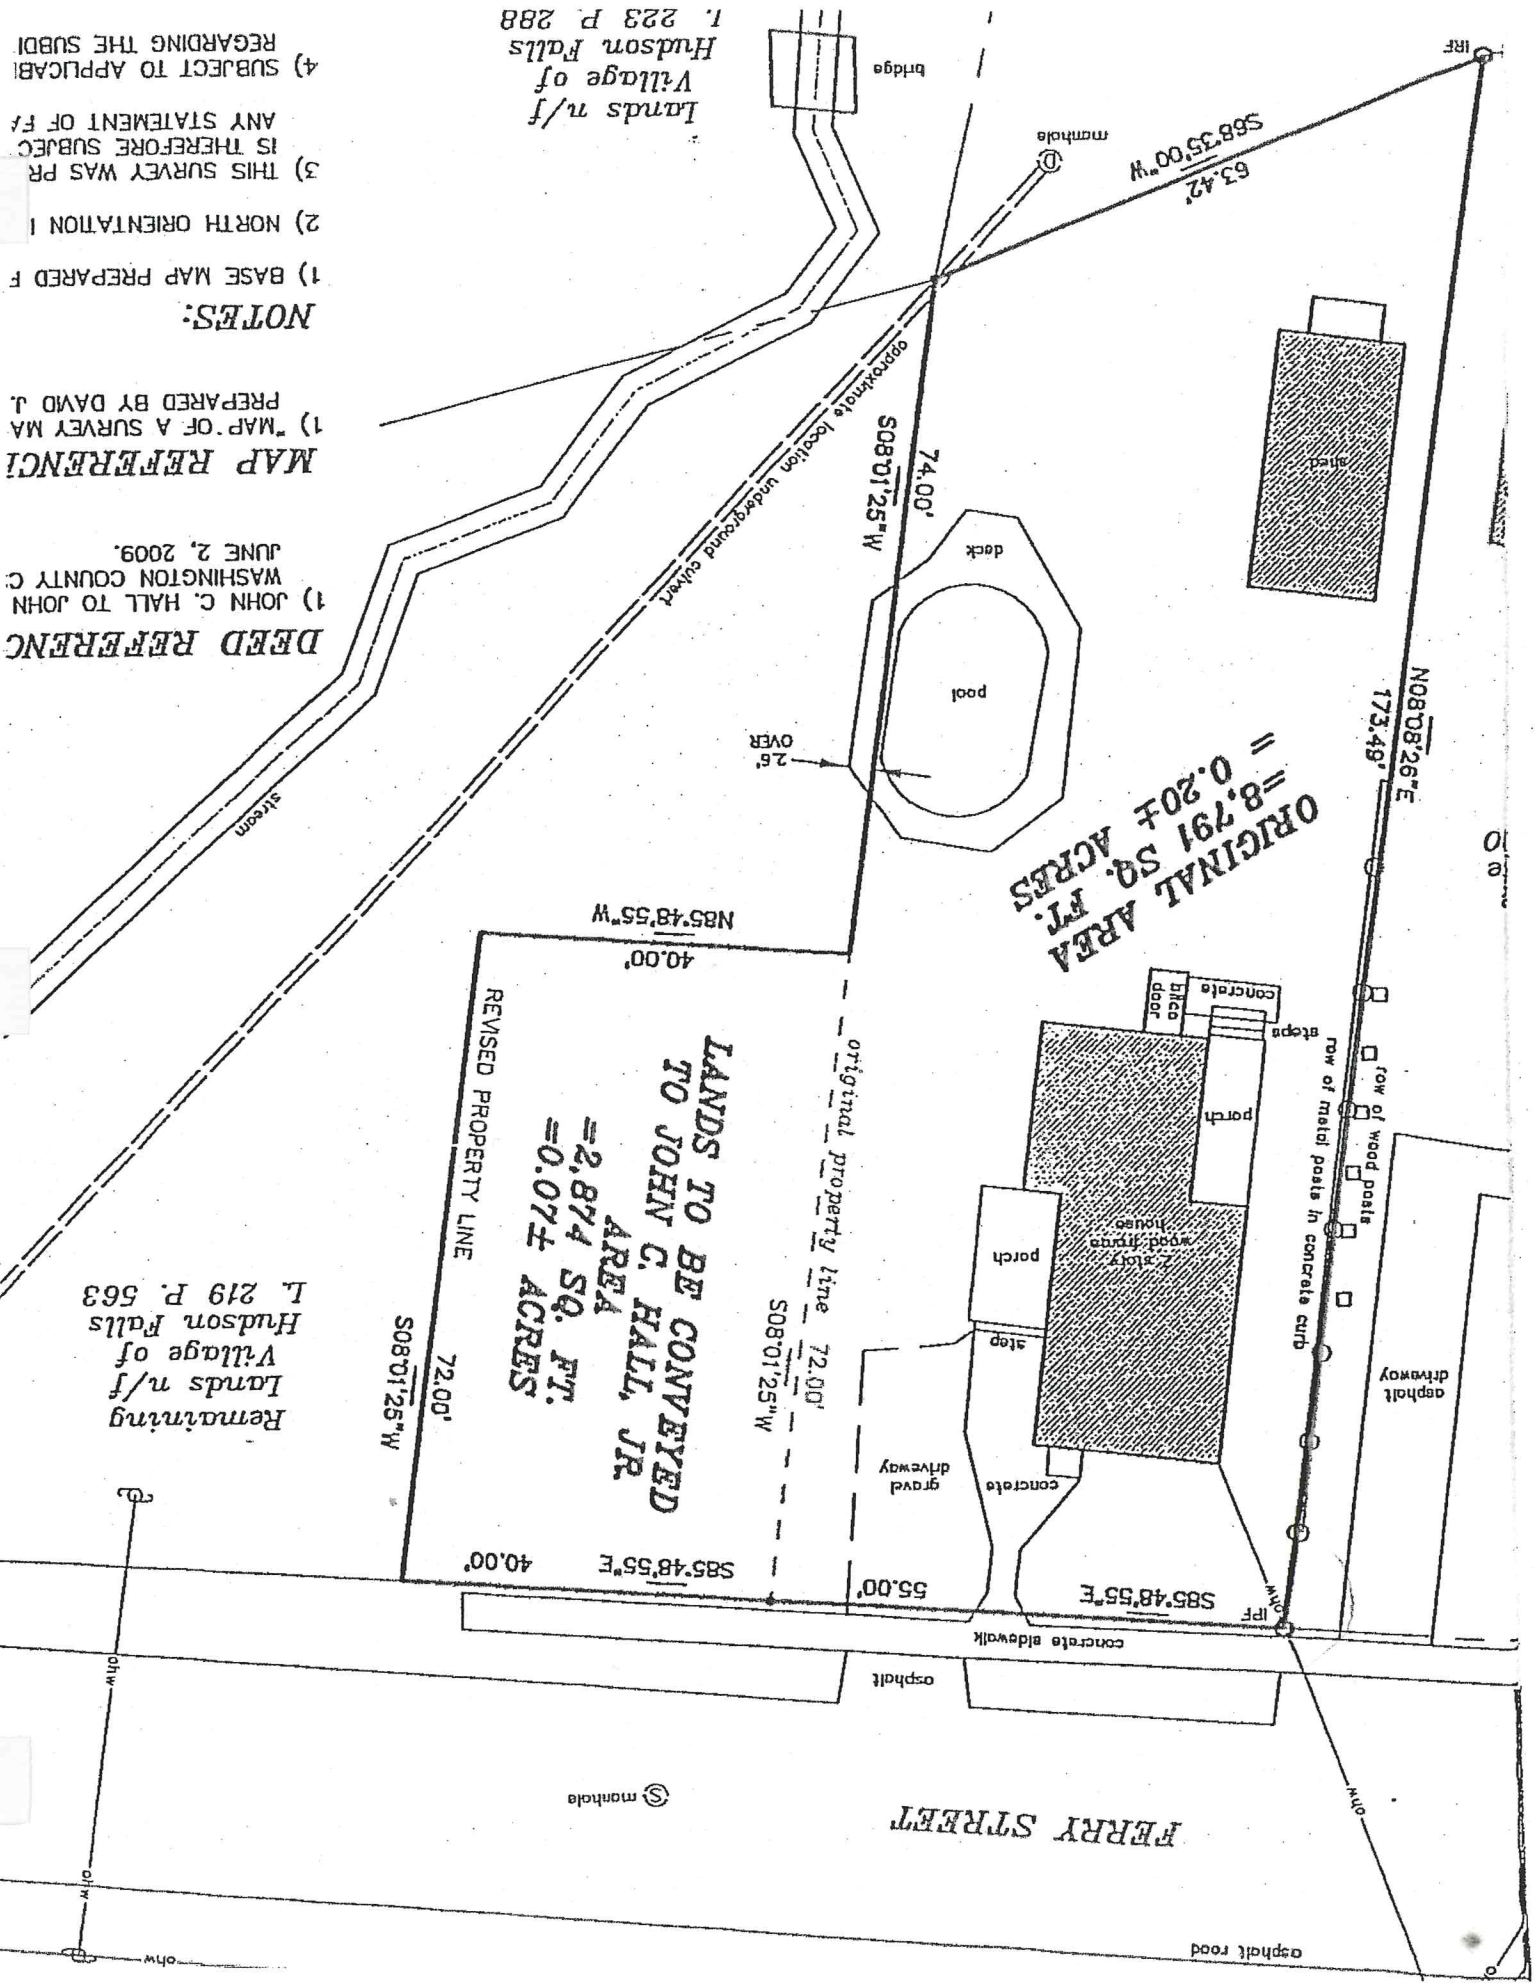 FERRY STREET
asphalt road
ohw
ohw
ohw
ohw
manhole
asphalt
concrete sidewalk
IPF
ohw
S85°48'55"E
55.00'
S85°48'55"E
40.00'
asphalt
driveway
concrete
gravel
driveway
step
porch
2 story
wood frame
house
porch
steps
concrete
bilco
door
row of wood posts
row of metal posts in concrete curb
original property line 72.00'
S08°01'25"W
LANDS TO BE CONVEYED
TO JOHN C. HALL, JR.
AREA
=2,874 SQ. FT.
=0.07± ACRES
REVISED PROPERTY LINE
72.00'
S08°01'25"W
Remaining
Lands n/f
Village of
Hudson Falls
L. 219 P. 563
40.00'
N85°48'55"W
ORIGINAL AREA
=8,791 SQ. FT.
= 0.20± ACRES
N08°08'26"E
173.49'
2.6'
OVER
pool
deck
stream
74.00'
S08°01'25"W
approximate location underground culvert
shed
63.42'
S68°35'00"W
manhole
IRF
bridge
Lands n/f
Village of
Hudson Falls
L. 223 P. 288
DEED REFERENC
1) JOHN C. HALL TO JOHN
WASHINGTON COUNTY C
JUNE 2, 2009.
MAP REFERENC
1) "MAP OF A SURVEY MA
PREPARED BY DAVID J.
NOTES:
1) BASE MAP PREPARED F
2) NORTH ORIENTATION
3) THIS SURVEY WAS PR
IS THEREFORE SUBJEC
ANY STATEMENT OF FA
4) SUBJECT TO APPLICABL
REGARDING THE SUBDI